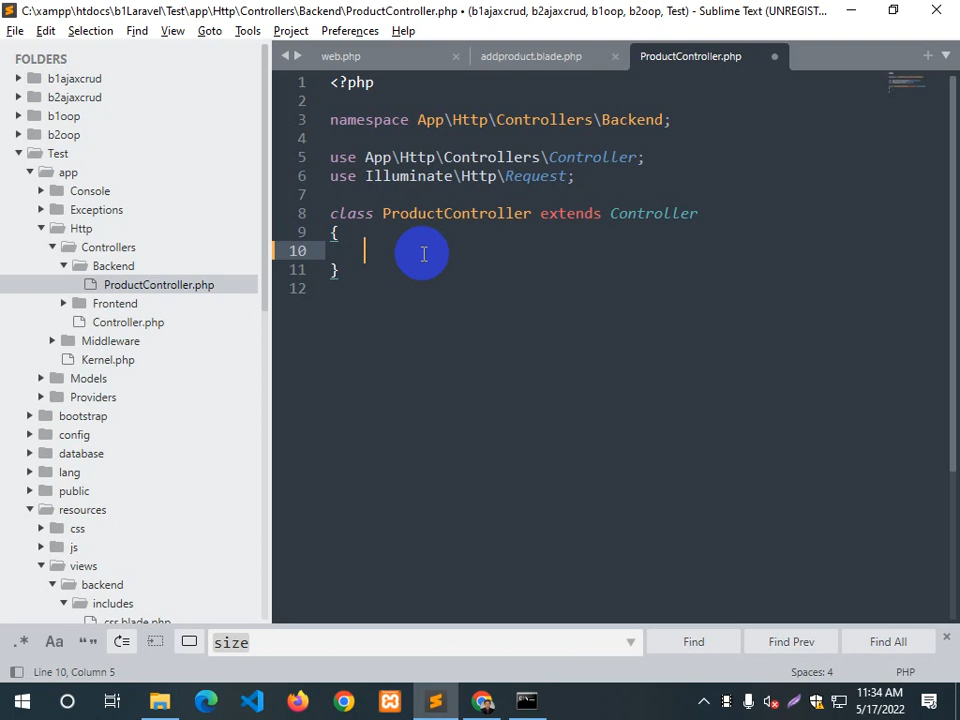 C:\xampp\htdocs\b1Laravel\Test\app\Http\Controllers\Backend\ProductController.php • (b1ajaxcrud, b2ajaxcrud, b1oop, b2oop, Test) - Sublime Text (UNREGIST...
File Edit Selection Find View Goto Tools Project Preferences Help
FOLDERS
b1ajaxcrud
b2ajaxcrud
b1oop
b2oop
Test
app
Console
Exceptions
Http
Controllers
Backend
ProductController.php
Frontend
Controller.php
Middleware
Kernel.php
Models
Providers
bootstrap
config
database
lang
public
resources
css
js
views
backend
includes
css.blade.php
web.php
addproduct.blade.php
ProductController.php
1 <?php
2
3 namespace App\Http\Controllers\Backend;
4
5 use App\Http\Controllers\Controller;
6 use Illuminate\Http\Request;
7
8 class ProductController extends Controller
9 {
10
11 }
12
.* Aa “” size Find Find Prev Find All
Line 10, Column 5 Spaces: 4 PHP
11:34 AM
5/17/2022